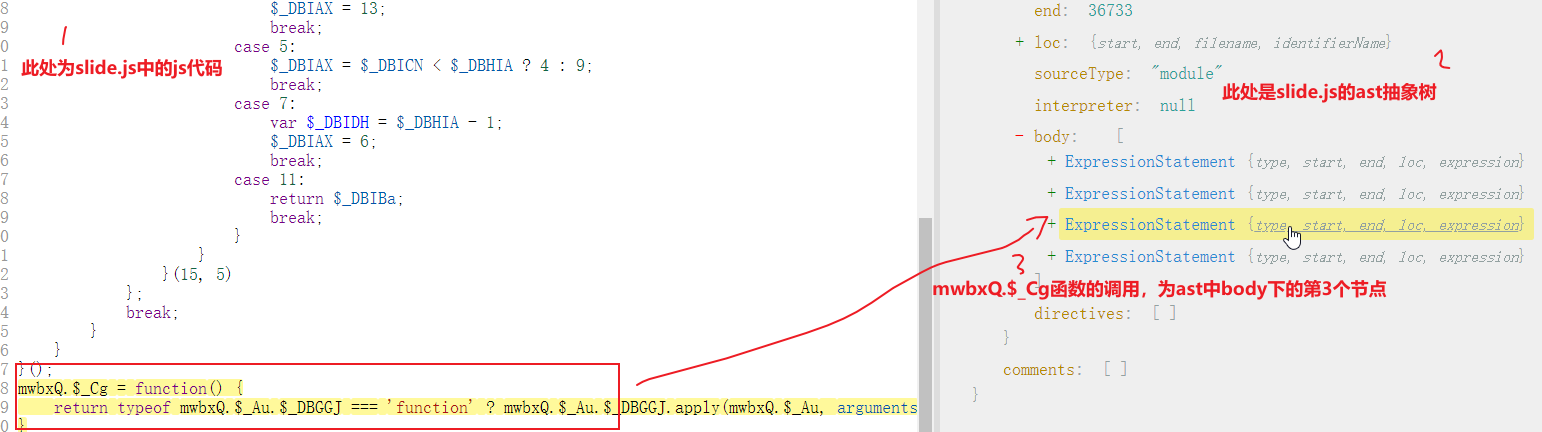 8 $_DBIAX = 13;
9 break;
0 case 5:
1 $_DBIAX = $_DBICN < $_DBHIA ? 4 : 9;
2 break;
3 case 7:
4 var $_DBIDH = $_DBHIA - 1;
5 $_DBIAX = 6;
6 break;
7 case 11:
8 return $_DBIBa;
9 break;
0 }
1 }
2 }(15, 5)
3 };
4 break;
5 }
6 }
7 }();
8 mwbxQ.$_Cg = function() {
9 return typeof mwbxQ.$_Au.$_DBGGJ === 'function' ? mwbxQ.$_Au.$_DBGGJ.apply(mwbxQ.$_Au, arguments
0 }
1
此处为slide.js中的js代码
end: 36733
+ loc: {start, end, filename, identifierName}
sourceType: "module"
2
此处是slide.js的ast抽象树
interpreter: null
- body: [
+ ExpressionStatement {type, start, end, loc, expression}
+ ExpressionStatement {type, start, end, loc, expression}
+ ExpressionStatement {type, start, end, loc, expression}
+ ExpressionStatement {type, start, end, loc, expression}
3
]
mwbxQ.$_Cg函数的调用，为ast中body下的第3个节点
directives: [ ]
}
comments: [ ]
}